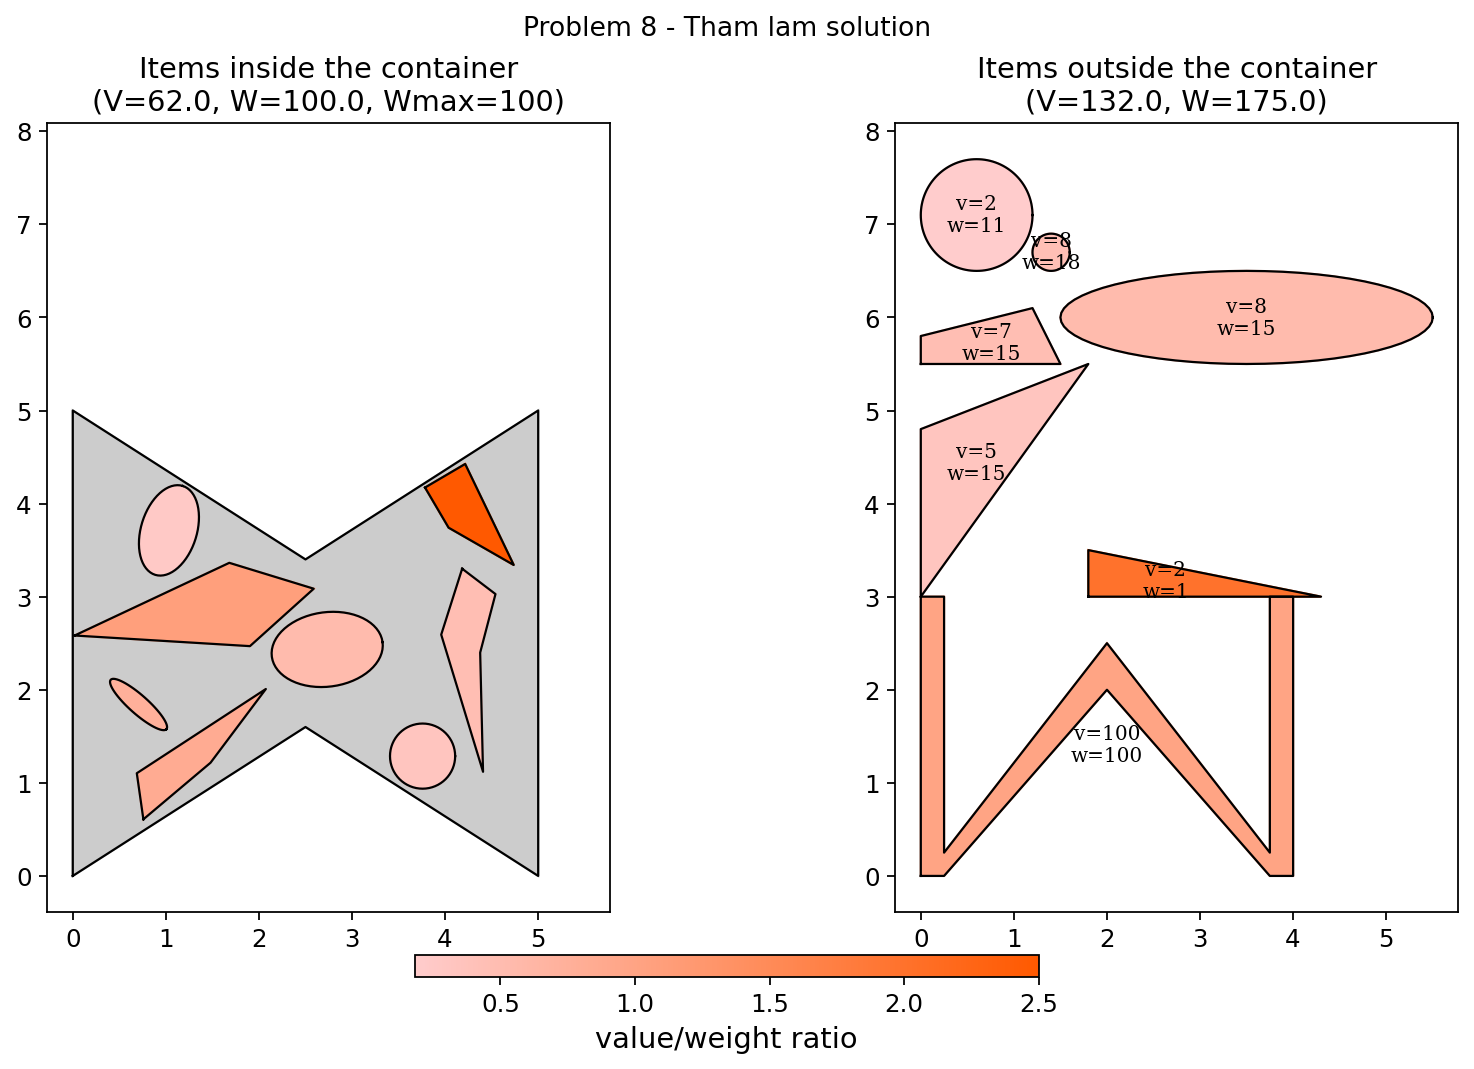 Problem 8 - Tham lam solution
Items inside the container
(V=62.0, W=100.0, Wmax=100)
8
7
6
5
4
3
2
1
0
0 1 2 3 4 5
Items outside the container
(V=132.0, W=175.0)
8
7
6
5
4
3
2
1
0
v=2
w=11
v=8
w=18
v=8
w=15
v=7
w=15
v=5
w=15
v=2
w=1
v=100
w=100
0 1 2 3 4 5
0.5 1.0 1.5 2.0 2.5
value/weight ratio